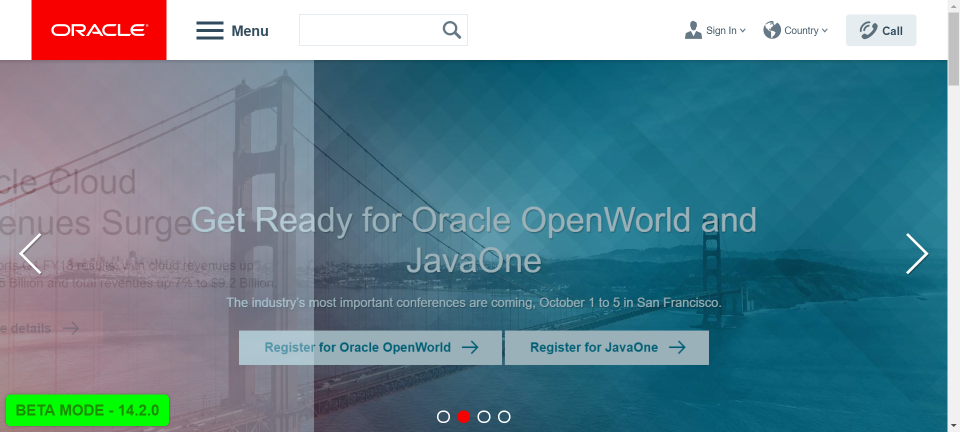 ORACLE
Menu
Sign In
Country
Call
cle Cloud
enues Surge
Get Ready for Oracle OpenWorld and
JavaOne
FY18 results, with cloud revenues up
Billion and total revenues up 7% to $9.2 Billion.
The industry's most important conferences are coming, October 1 to 5 in San Francisco.
e details
Register for Oracle OpenWorld
Register for JavaOne
BETA MODE - 14.2.0